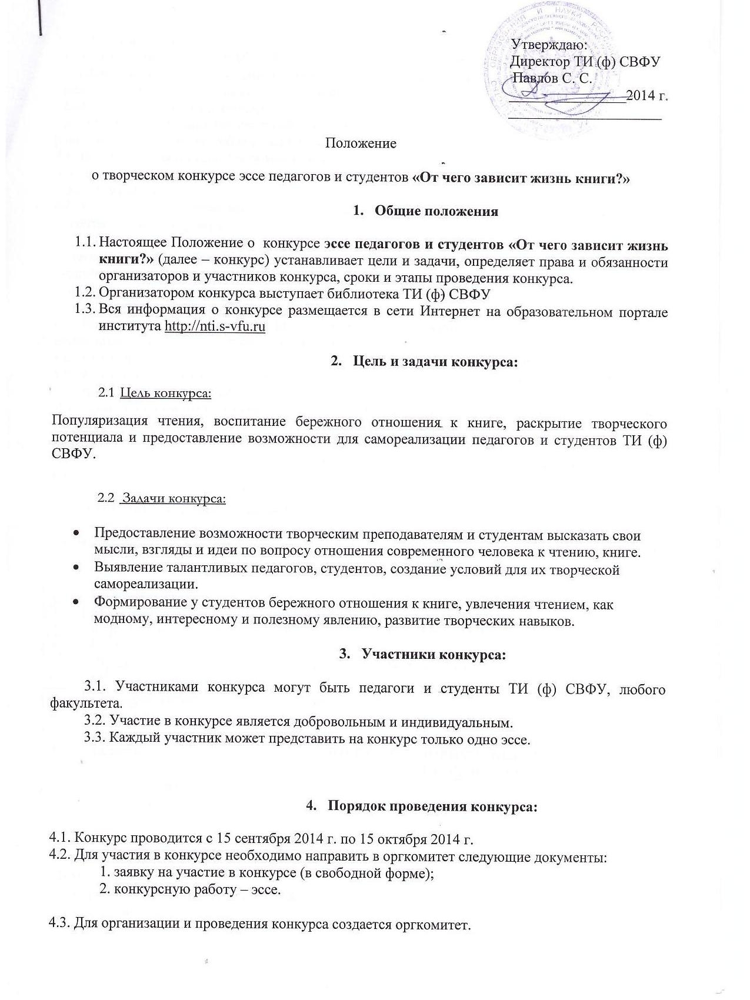 Утверждаю:
Директор ТИ (ф) СВФУ
Павлов С. С.
2014 г.
Положение
о творческом конкурсе эссе педагогов и студентов «От чего зависит жизнь книги?»
1. Общие положения
1.1. Настоящее Положение о конкурсе эссе педагогов и студентов «От чего зависит жизнь
книги?» (далее – конкурс) устанавливает цели и задачи, определяет права и обязанности
организаторов и участников конкурса, сроки и этапы проведения конкурса.
1.2. Организатором конкурса выступает библиотека ТИ (ф) СВФУ
1.3. Вся информация о конкурсе размещается в сети Интернет на образовательном портале
института http://nti.s-vfu.ru
2. Цель и задачи конкурса:
2.1 Цель конкурса:
Популяризация чтения, воспитание бережного отношения к книге, раскрытие творческого
потенциала и предоставление возможности для самореализации педагогов и студентов ТИ (ф)
СВФУ.
2.2 Задачи конкурса:
• Предоставление возможности творческим преподавателям и студентам высказать свои
мысли, взгляды и идеи по вопросу отношения современного человека к чтению, книге.
• Выявление талантливых педагогов, студентов, создание условий для их творческой
самореализации.
• Формирование у студентов бережного отношения к книге, увлечения чтением, как
модному, интересному и полезному явлению, развитие творческих навыков.
3. Участники конкурса:
3.1. Участниками конкурса могут быть педагоги и студенты ТИ (ф) СВФУ, любого
факультета.
3.2. Участие в конкурсе является добровольным и индивидуальным.
3.3. Каждый участник может представить на конкурс только одно эссе.
4. Порядок проведения конкурса:
4.1. Конкурс проводится с 15 сентября 2014 г. по 15 октября 2014 г.
4.2. Для участия в конкурсе необходимо направить в оргкомитет следующие документы:
1. заявку на участие в конкурсе (в свободной форме);
2. конкурсную работу – эссе.
4.3. Для организации и проведения конкурса создается оргкомитет.